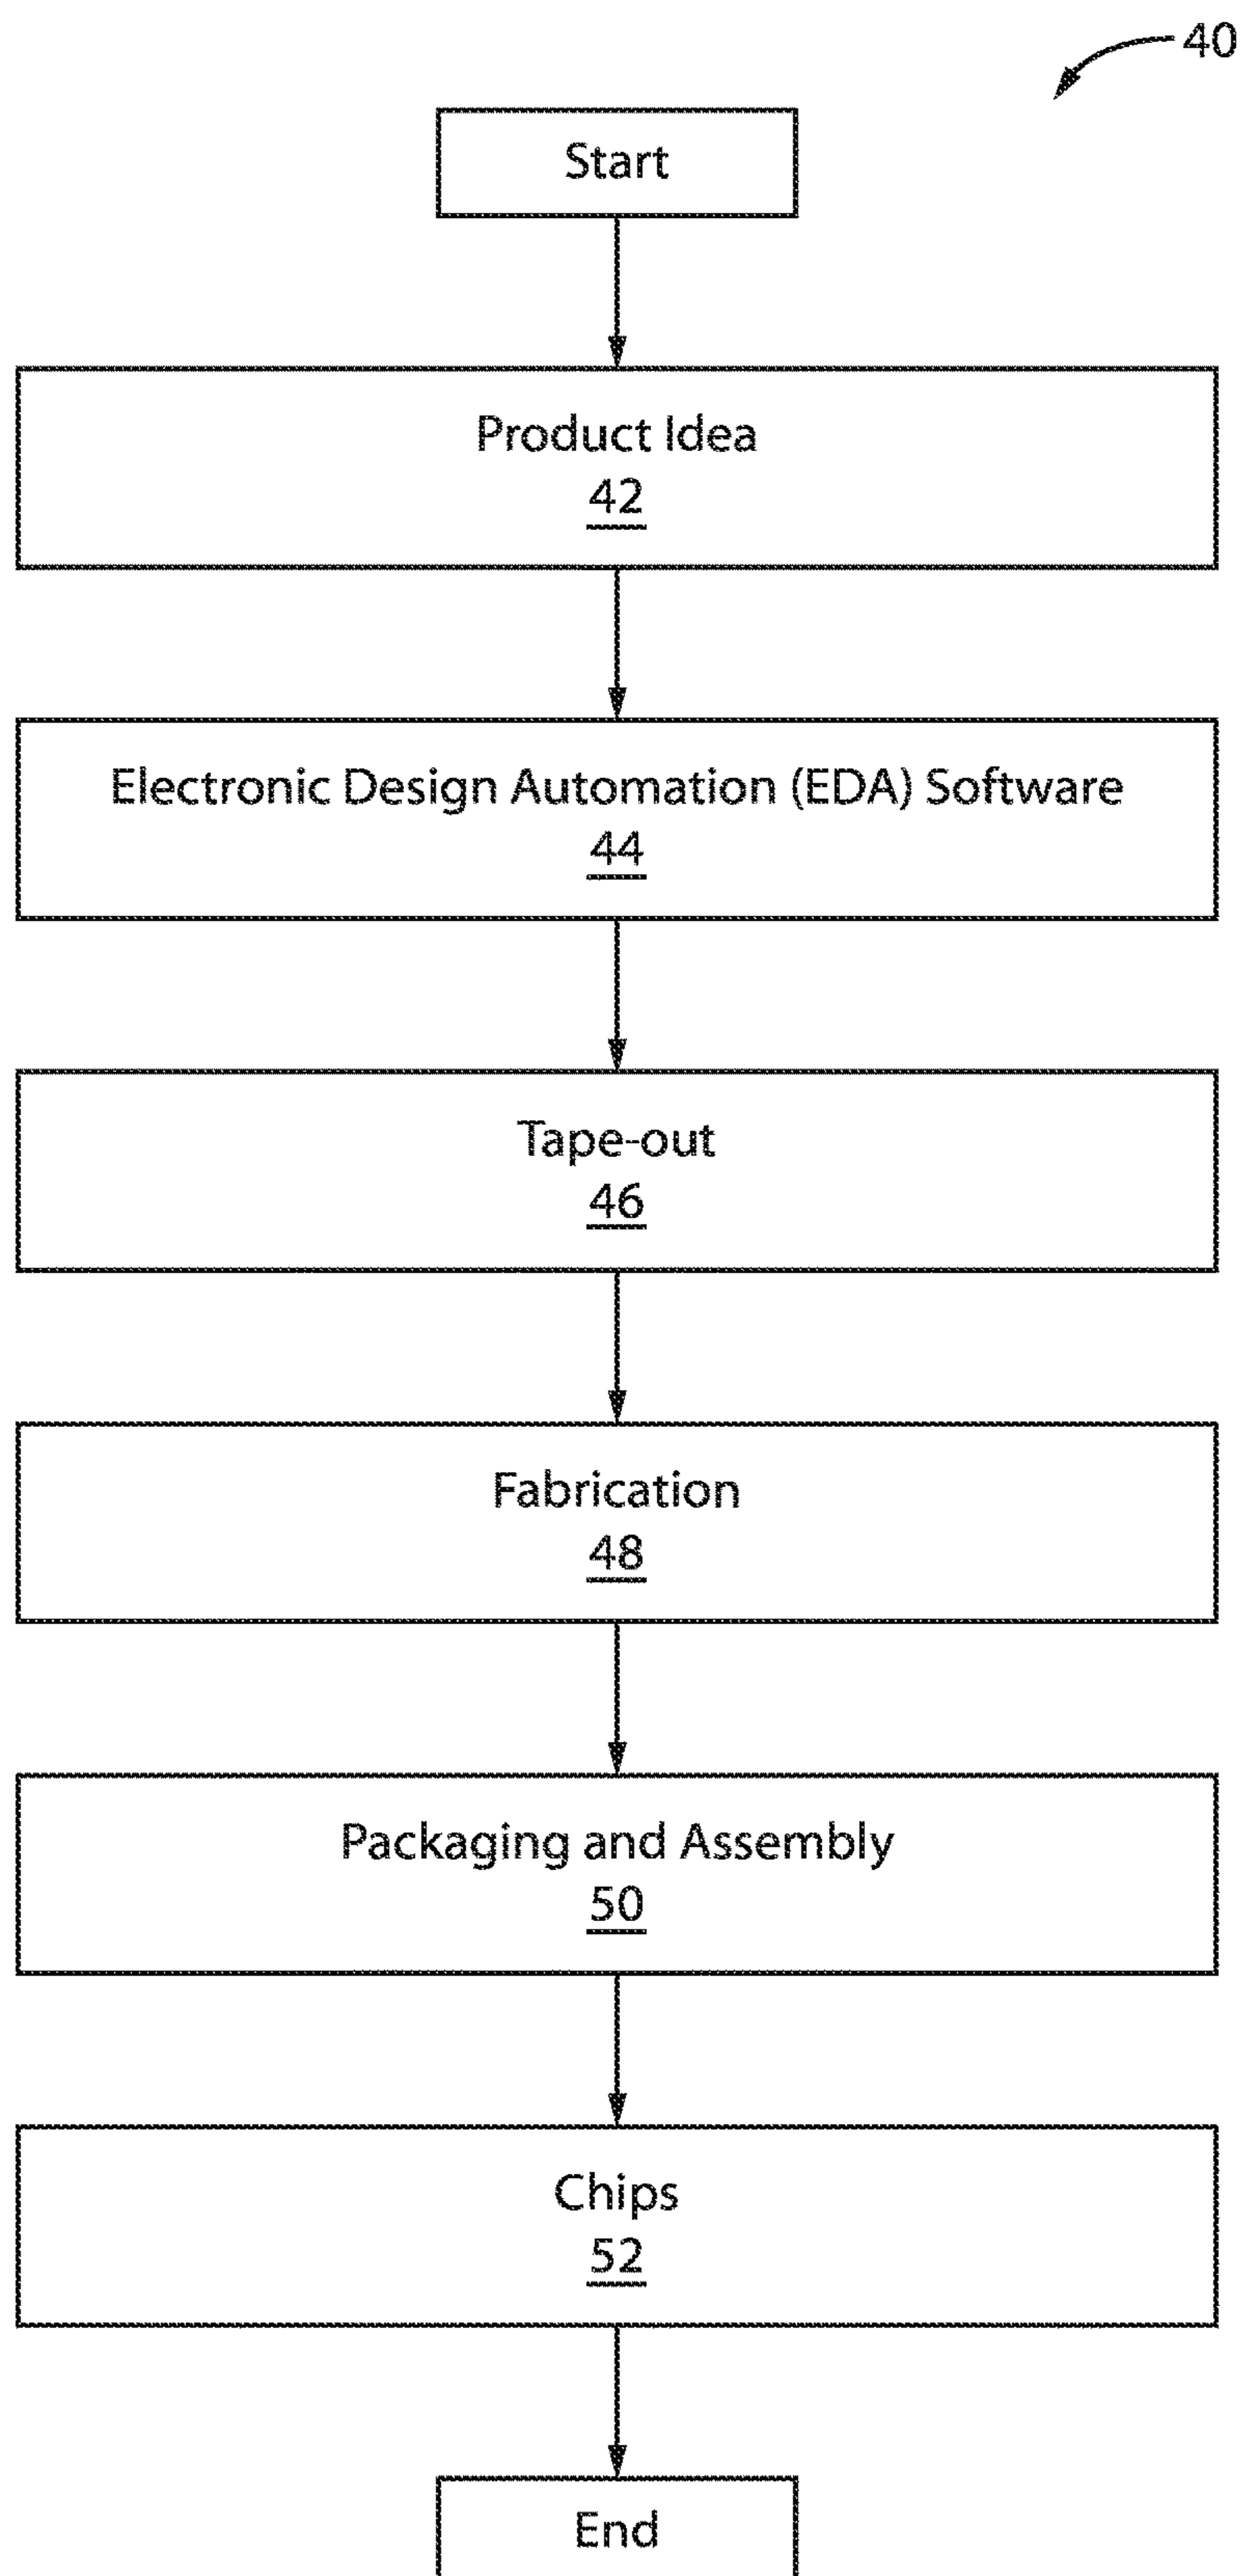 40
Start
Product Idea
42
Electronic Design Automation (EDA) Software
44
Tape-out
46
Fabrication
48
Packaging and Assembly
50
Chips
52
End